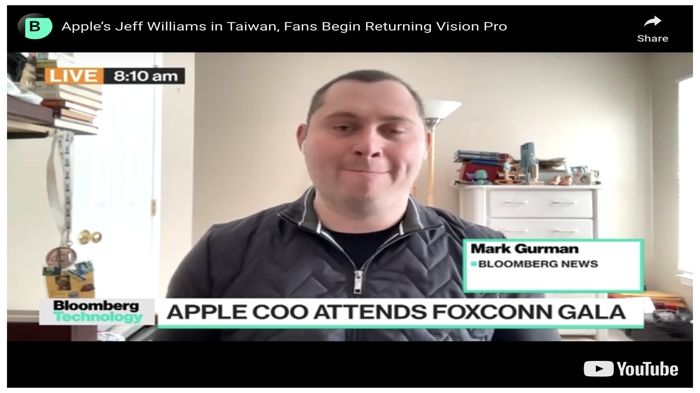 B
Apple's Jeff Williams in Taiwan, Fans Begin Returning Vision Pro
Share
LIVE 8:10 am
Mark Gurman
BLOOMBERG NEWS
Bloomberg
Technology
APPLE COO ATTENDS FOXCONN GALA
YouTube